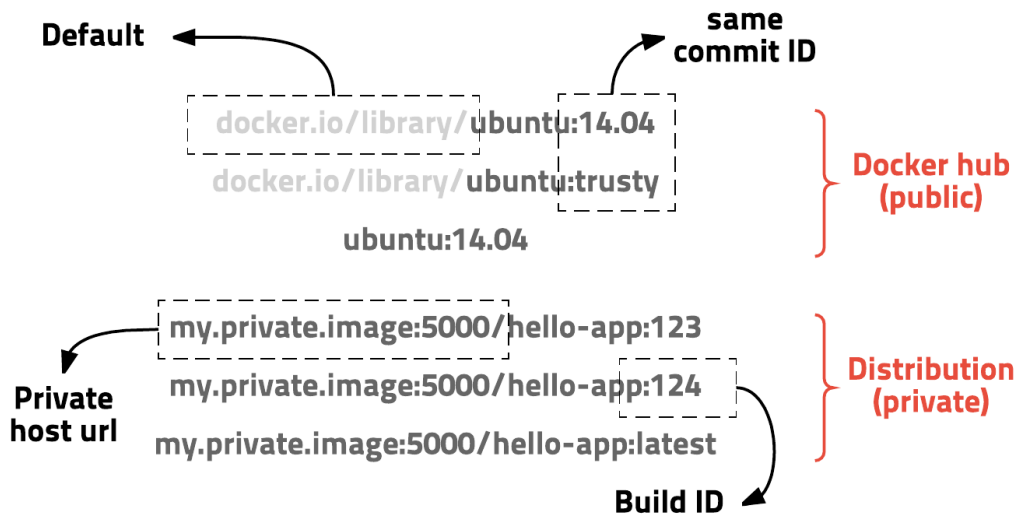 Default
same
commit ID
docker.io/library/ubuntu:14.04
docker.io/library/ubuntu:trusty
ubuntu:14.04
Docker hub
(public)
my.private.image:5000/hello-app:123
my.private.image:5000/hello-app:124
my.private.image:5000/hello-app:latest
Private
host url
Distribution
(private)
Build ID